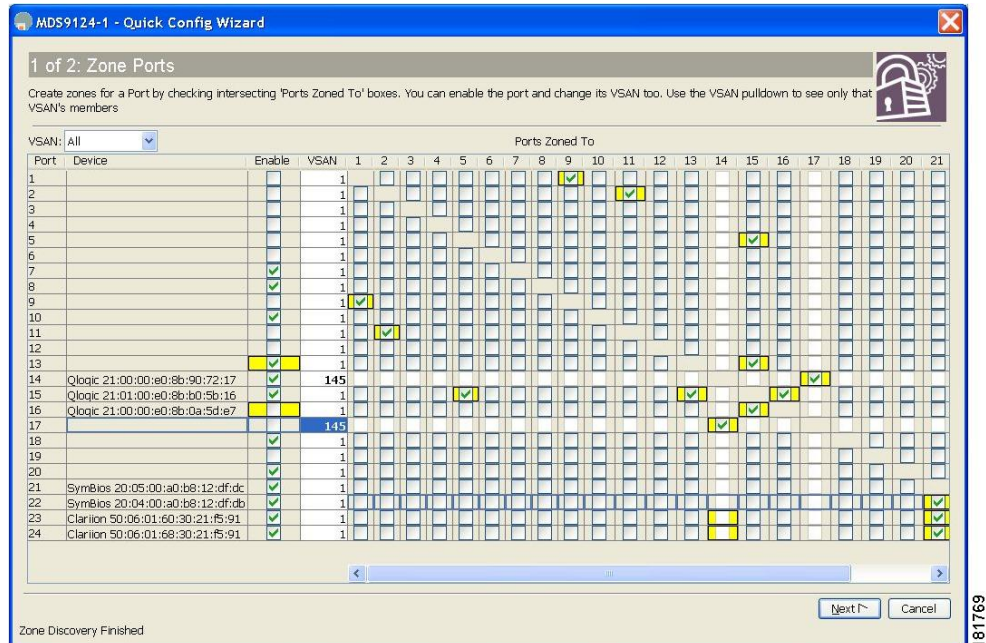 MDS9124-1 - Quick Config Wizard
1 of 2: Zone Ports
Create zones for a Port by checking intersecting 'Ports Zoned To' boxes. You can enable the port and change its VSAN too. Use the VSAN pulldown to see only that
VSAN's members
VSAN: All
Ports Zoned To
Port Device Enable VSAN 1 2 3 4 5 6 7 8 9 10 11 12 13 14 15 16 17 18 19 20 21
1 1
2 1
3 1
4 1
5 1
6 1
7 1
8 1
9 1
10 1
11 1
12 1
13 1
14 Qlogic 21:00:00:e0:8b:90:72:17 145
15 Qlogic 21:01:00:e0:8b:b0:5b:16 1
16 Qlogic 21:00:00:e0:8b:0a:5d:e7 1
17 145
18 1
19 1
20 1
21 SymBios 20:05:00:a0:b8:12:df:dc 1
22 SymBios 20:04:00:a0:b8:12:df:db 1
23 Clariion 50:06:01:60:30:21:f5:91 1
24 Clariion 50:06:01:68:30:21:f5:91 1
Next Cancel
Zone Discovery Finished
181769